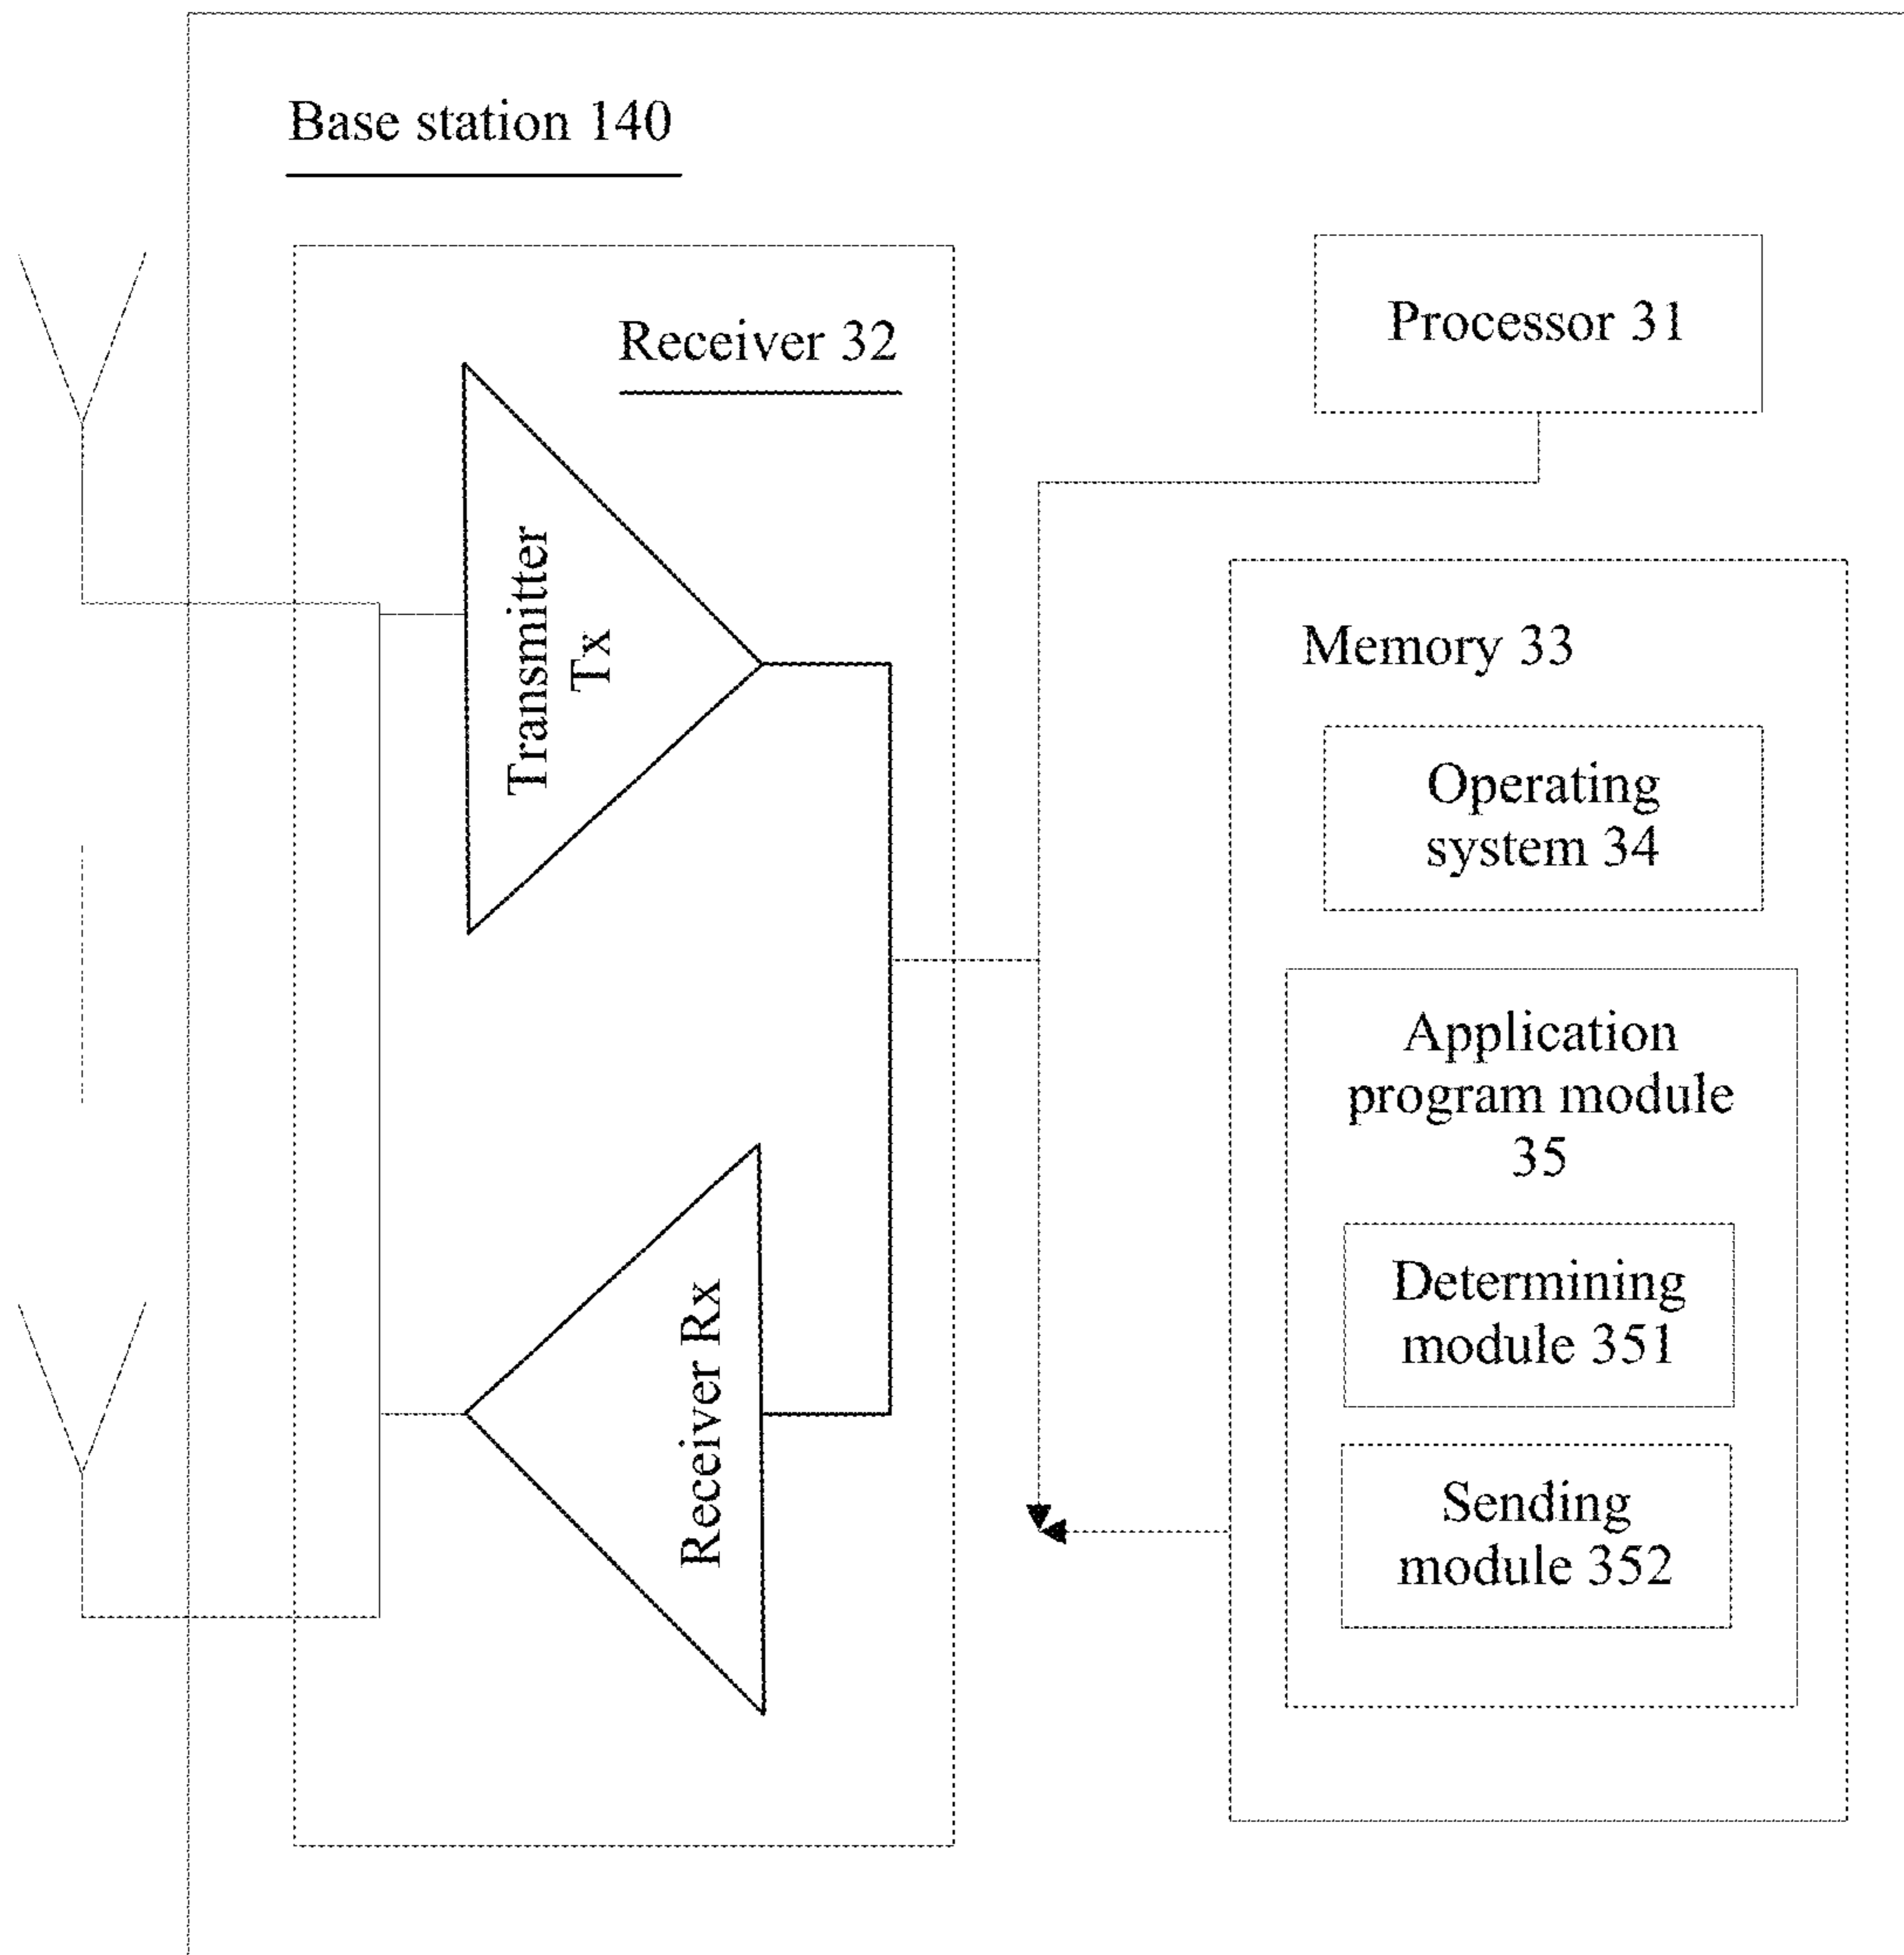 Base station 140
Receiver 32
Transmitter
Tx
Receiver Rx
Processor 31
Memory 33
Operating
system 34
Application
program module
35
Determining
module 351
Sending
module 352